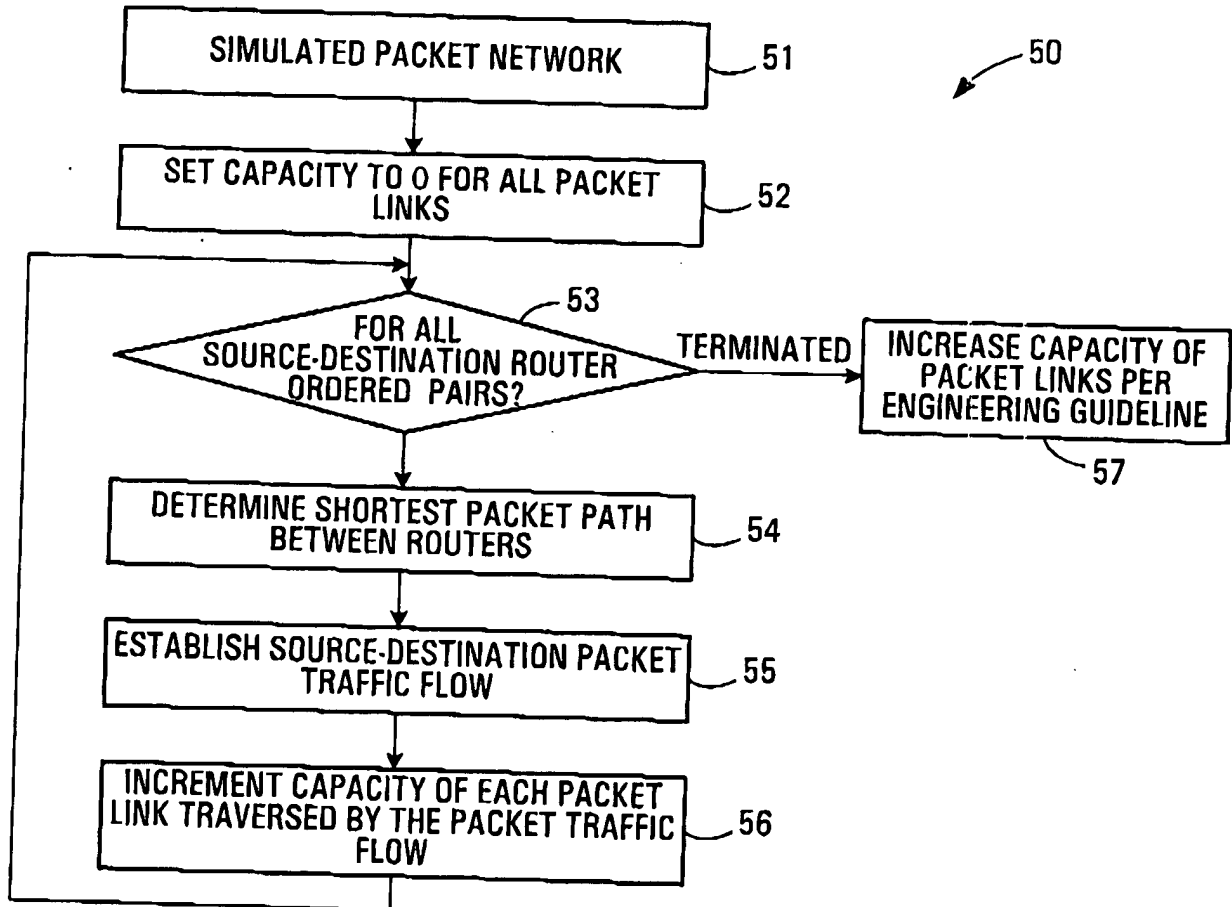 SIMULATED PACKET NETWORK
51
50
SET CAPACITY TO 0 FOR ALL PACKET
LINKS
52
53
FOR ALL
SOURCE-DESTINATION ROUTER
ORDERED PAIRS?
TERMINATED
INCREASE CAPACITY OF
PACKET LINKS PER
ENGINEERING GUIDELINE
57
DETERMINE SHORTEST PACKET PATH
BETWEEN ROUTERS
54
ESTABLISH SOURCE-DESTINATION PACKET
TRAFFIC FLOW
55
INCREMENT CAPACITY OF EACH PACKET
LINK TRAVERSED BY THE PACKET TRAFFIC
FLOW
56